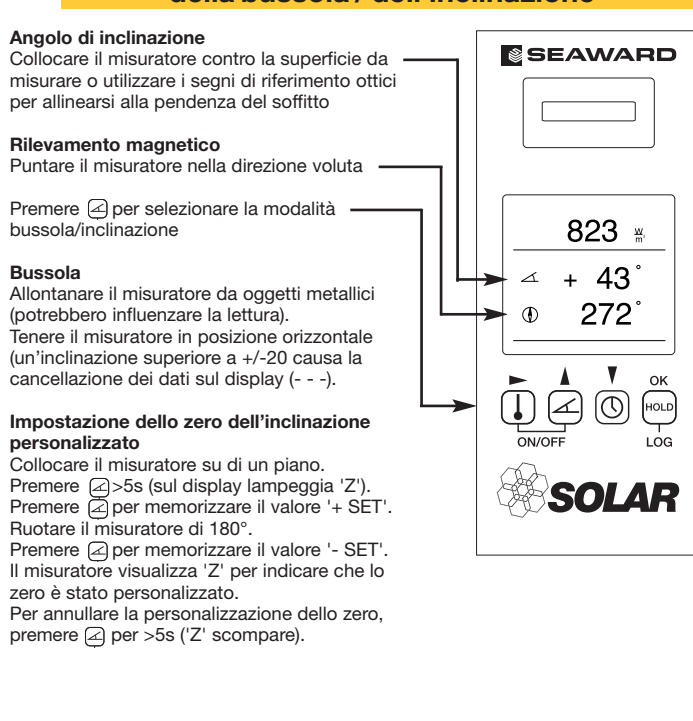 della bussola / dell'inclinazione
Angolo di inclinazione
Collocare il misuratore contro la superficie da
misurare o utilizzare i segni di riferimento ottici
per allinearsi alla pendenza del soffitto
Rilevamento magnetico
Puntare il misuratore nella direzione voluta
Premere per selezionare la modalità
bussola/inclinazione
Bussola
Allontanare il misuratore da oggetti metallici
(potrebbero influenzare la lettura).
Tenere il misuratore in posizione orizzontale
(un'inclinazione superiore a +/-20 causa la
cancellazione dei dati sul display (- - -).
Impostazione dello zero dell'inclinazione
personalizzato
Collocare il misuratore su di un piano.
Premere >5s (sul display lampeggia 'Z').
Premere per memorizzare il valore '+ SET'.
Ruotare il misuratore di 180°.
Premere per memorizzare il valore '- SET'.
Il misuratore visualizza 'Z' per indicare che lo
zero è stato personalizzato.
Per annullare la personalizzazione dello zero,
premere per >5s ('Z' scompare).
SEAWARD
823 W/m²
+ 43°
272°
OK
HOLD
ON/OFF
LOG
SOLAR